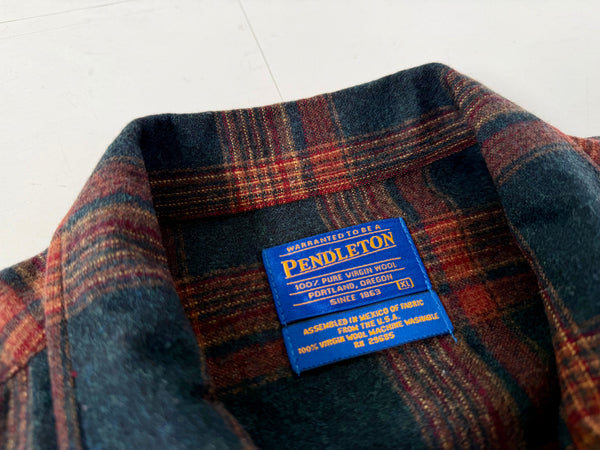 WARRANTED TO BE A
PENDLETON
100% PURE VIRGIN WOOL
PORTLAND, OREGON XL
SINCE 1863
ASSEMBLED IN MEXICO OF FABRIC
FROM THE U.S.A.
100% VIRGIN WOOL MACHINE WASHABLE
RN 29685